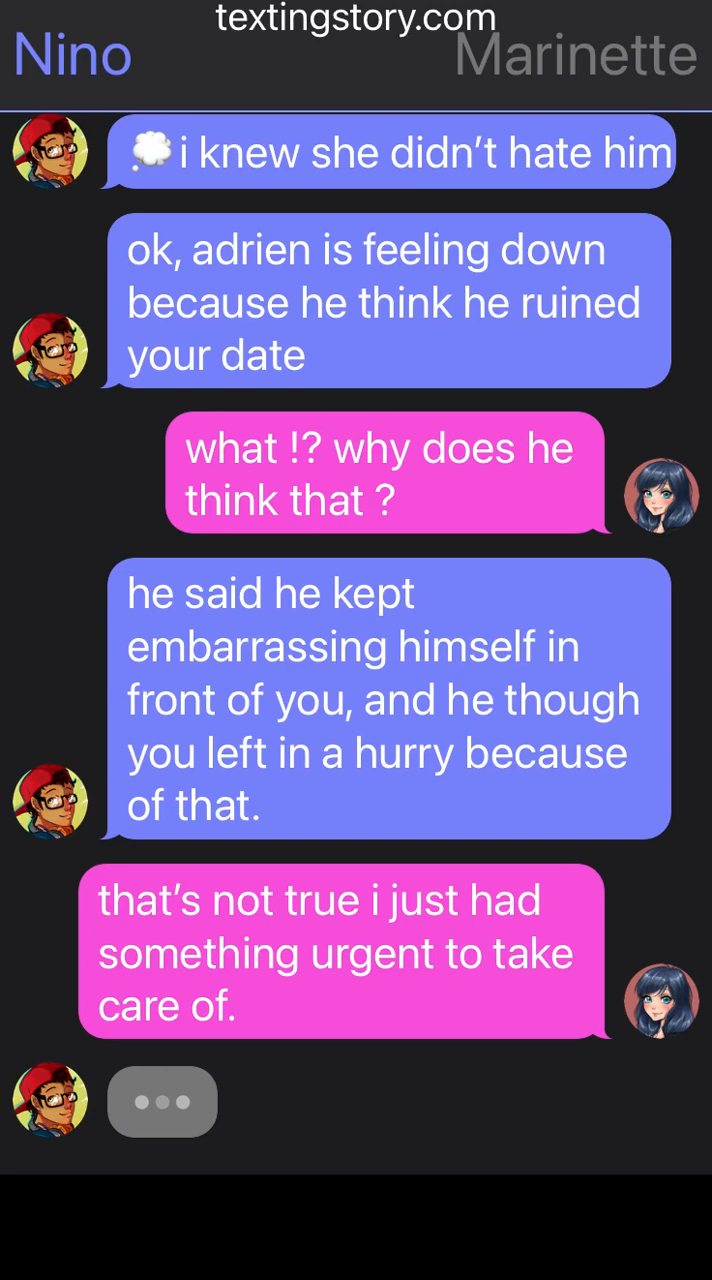 textingstory.com
Nino
Marinette
💭i knew she didn't hate him
ok, adrien is feeling down
because he think he ruined
your date
what !? why does he
think that ?
he said he kept
embarrassing himself in
front of you, and he though
you left in a hurry because
of that.
that's not true i just had
something urgent to take
care of.